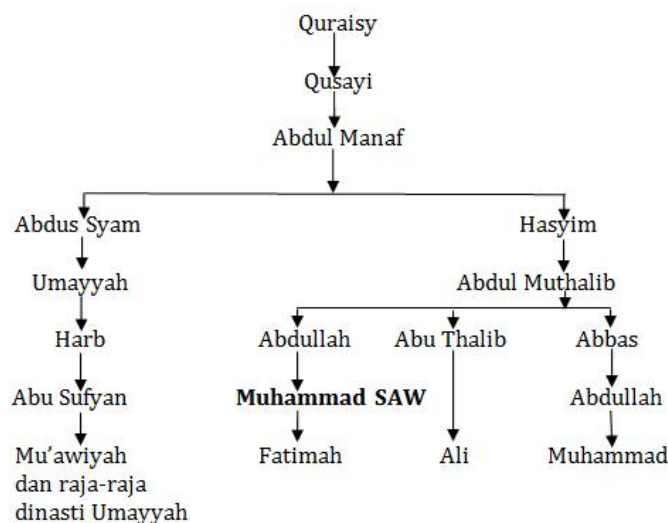 Quraisy
Qusayi
Abdul Manaf
Abdus Syam
Hasyim
Umayyah
Abdul Muthalib
Harb
Abdullah
Abu Thalib
Abbas
Abu Sufyan
Muhammad SAW
Abdullah
Mu’awiyah
dan raja-raja
dinasti Umayyah
Fatimah
Ali
Muhammad